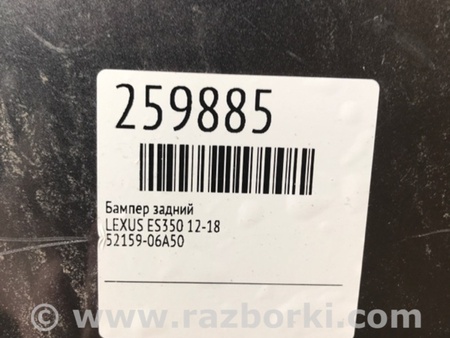 259885
Бампер задний
LEXUS ES350 12-18
52159-06A50
© www.razborki.com